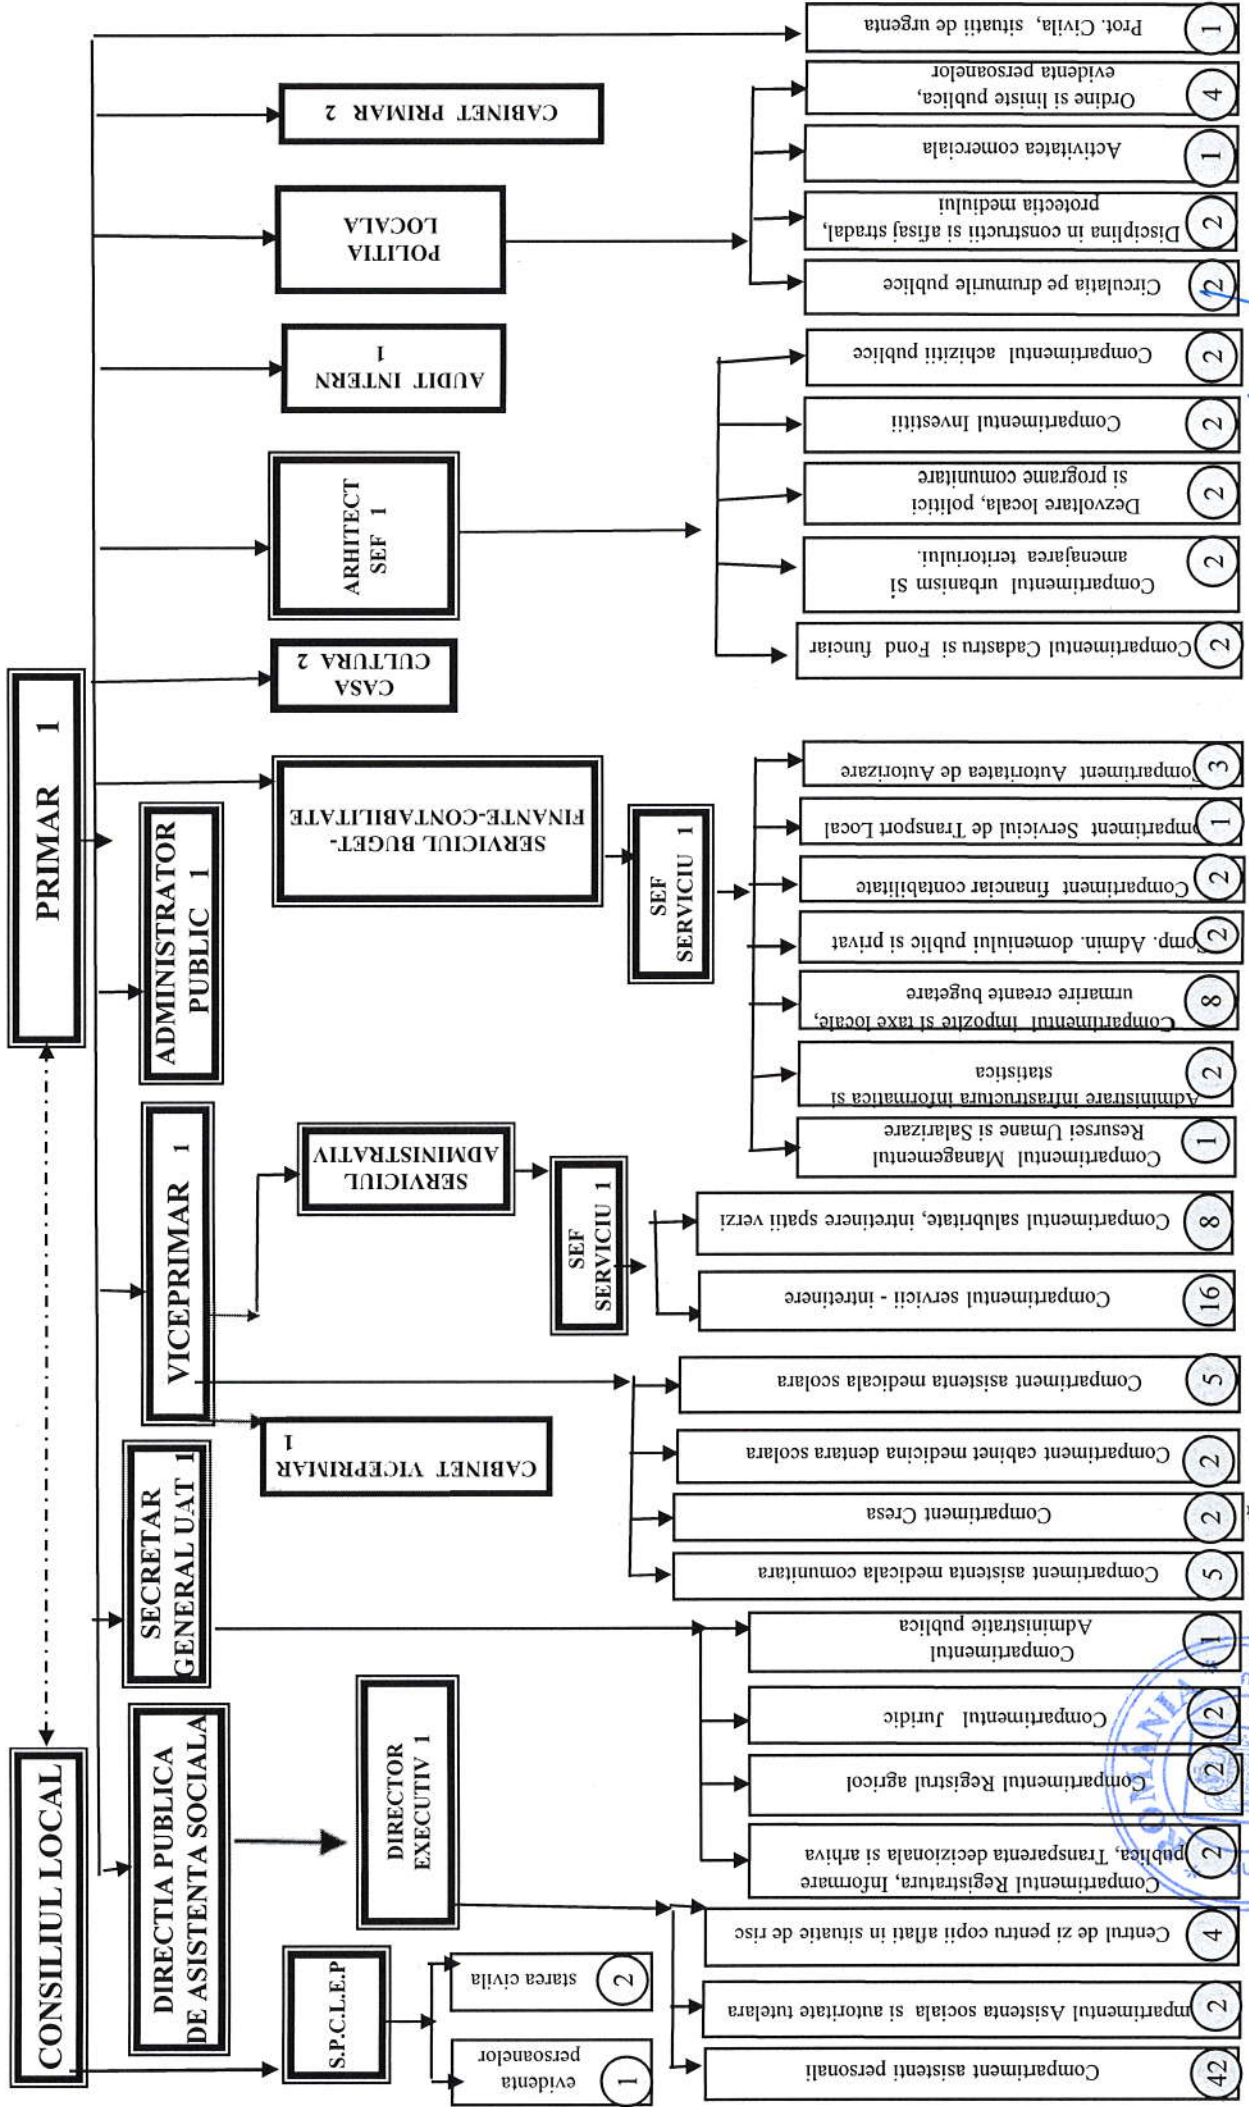 CONSILIUL LOCAL
PRIMAR 1
DIRECTIA PUBLICA
DE ASISTENTA SOCIALA
SECRETAR
GENERAL UAT 1
VICEPRIMAR 1
ADMINISTRATOR
PUBLIC 1
S.P.C.L.E.P
DIRECTOR
EXECUTIV 1
CABINET VICEPRIMAR
1
SERVICIUL
ADMINISTRATIV
SERVICIUL BUGET-
FINANTE-CONTABILITATE
CASA
CULTURA 2
ARHITECT
SEF 1
AUDIT INTERN
1
POLITIA
LOCALA
CABINET PRIMAR 2
SEF
SERVICIU 1
SEF
SERVICIU 1
evidenta
persoanelor
1
starea civila
2
Compartiment asistenti personali
42
mpartimentul Asistenta sociala si autoritate tutelara
2
Centrul de zi pentru copii aflati in situatie de risc
4
Compartimentul Registratura, Informare
publica, Transparenta decizionala si arhiva
2
Compartimentul Registrul agricol
2
Compartimentul Juridic
2
Compartimentul
Administratie publica
1
Compartiment asistenta medicala comunitara
5
Compartiment Cresa
2
Compartiment cabinet medicina dentara scolara
2
Compartiment asistenta medicala scolara
5
Compartimentul servicii - intretinere
16
Compartimentul salubritate, intretinere spatii verzi
8
Compartimentul Managementul
Resursei Umane si Salarizare
1
Administrare infrastructura informatica si
statistica
2
Compartimentul impozite si taxe locale,
urmarire creante bugetare
8
omp. Admin. domeniului public si privat
2
Compartiment financiar contabilitate
2
ompartiment Serviciul de Transport Local
1
ompartiment Autoritatea de Autorizare
3
Compartimentul Cadastru si Fond funciar
2
Compartimentul urbanism Si
amenajarea teritoriului.
2
Dezvoltare locala, politici
si programe comunitare
2
Compartimentul Investitii
2
Compartimentul achizitii publice
2
Circulatia pe drumurile publice
2
Disciplina in constructii si afisaj stradal,
protectia mediului
2
Activitatea comerciala
1
Ordine si liniste publica,
evidenta persoanelor
4
Prot. Civila, situatii de urgenta
1
ROMÂNIA